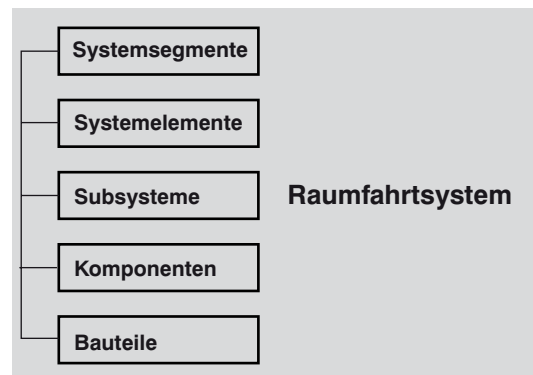 Systemsegmente
Systemelemente
Subsysteme
Raumfahrtsystem
Komponenten
Bauteile